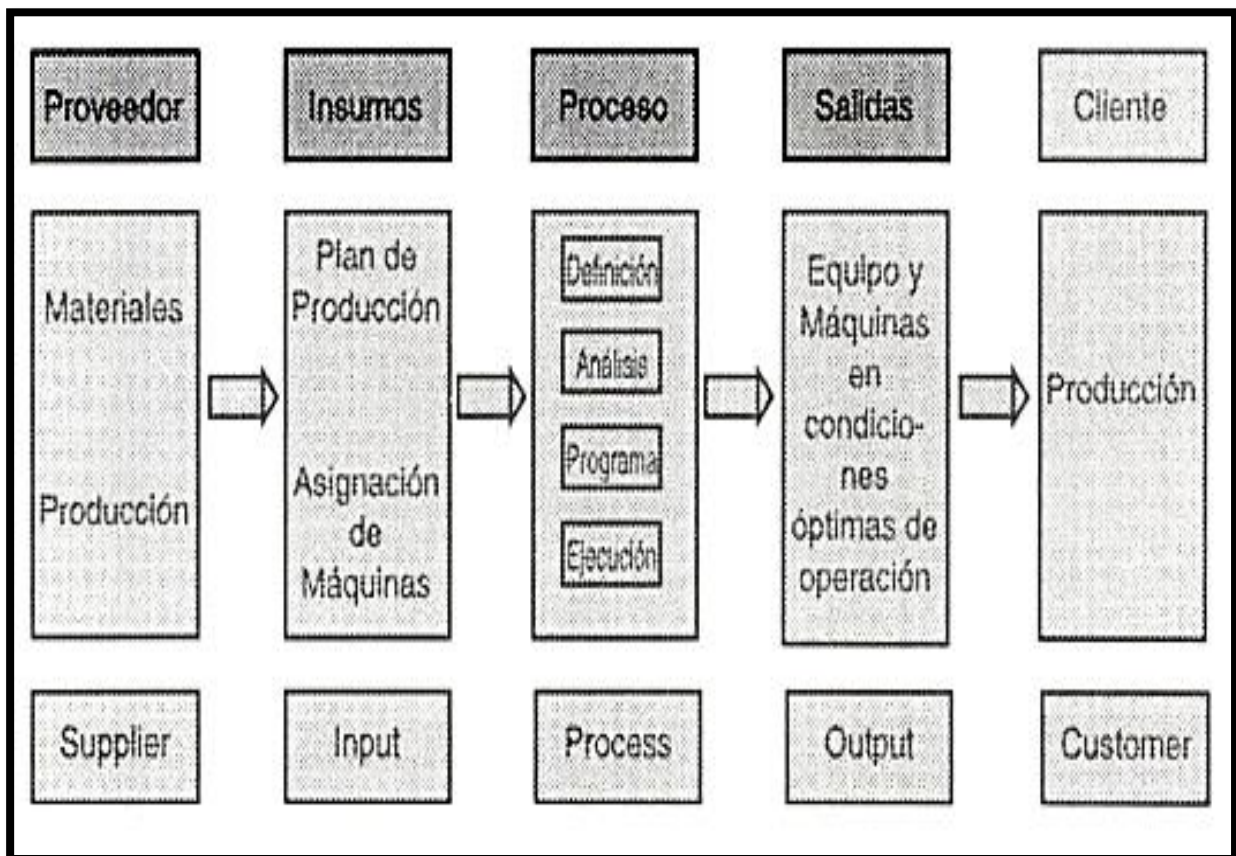 Proveedor
Insumos
Proceso
Salidas
Cliente
Materiales
Producción
Plan de
Producción
Asignación
de
Máquinas
Definición
Análisis
Programa
Ejecución
Equipo y
Máquinas
en
condicio-
nes
óptimas de
operación
Producción
Supplier
Input
Process
Output
Customer